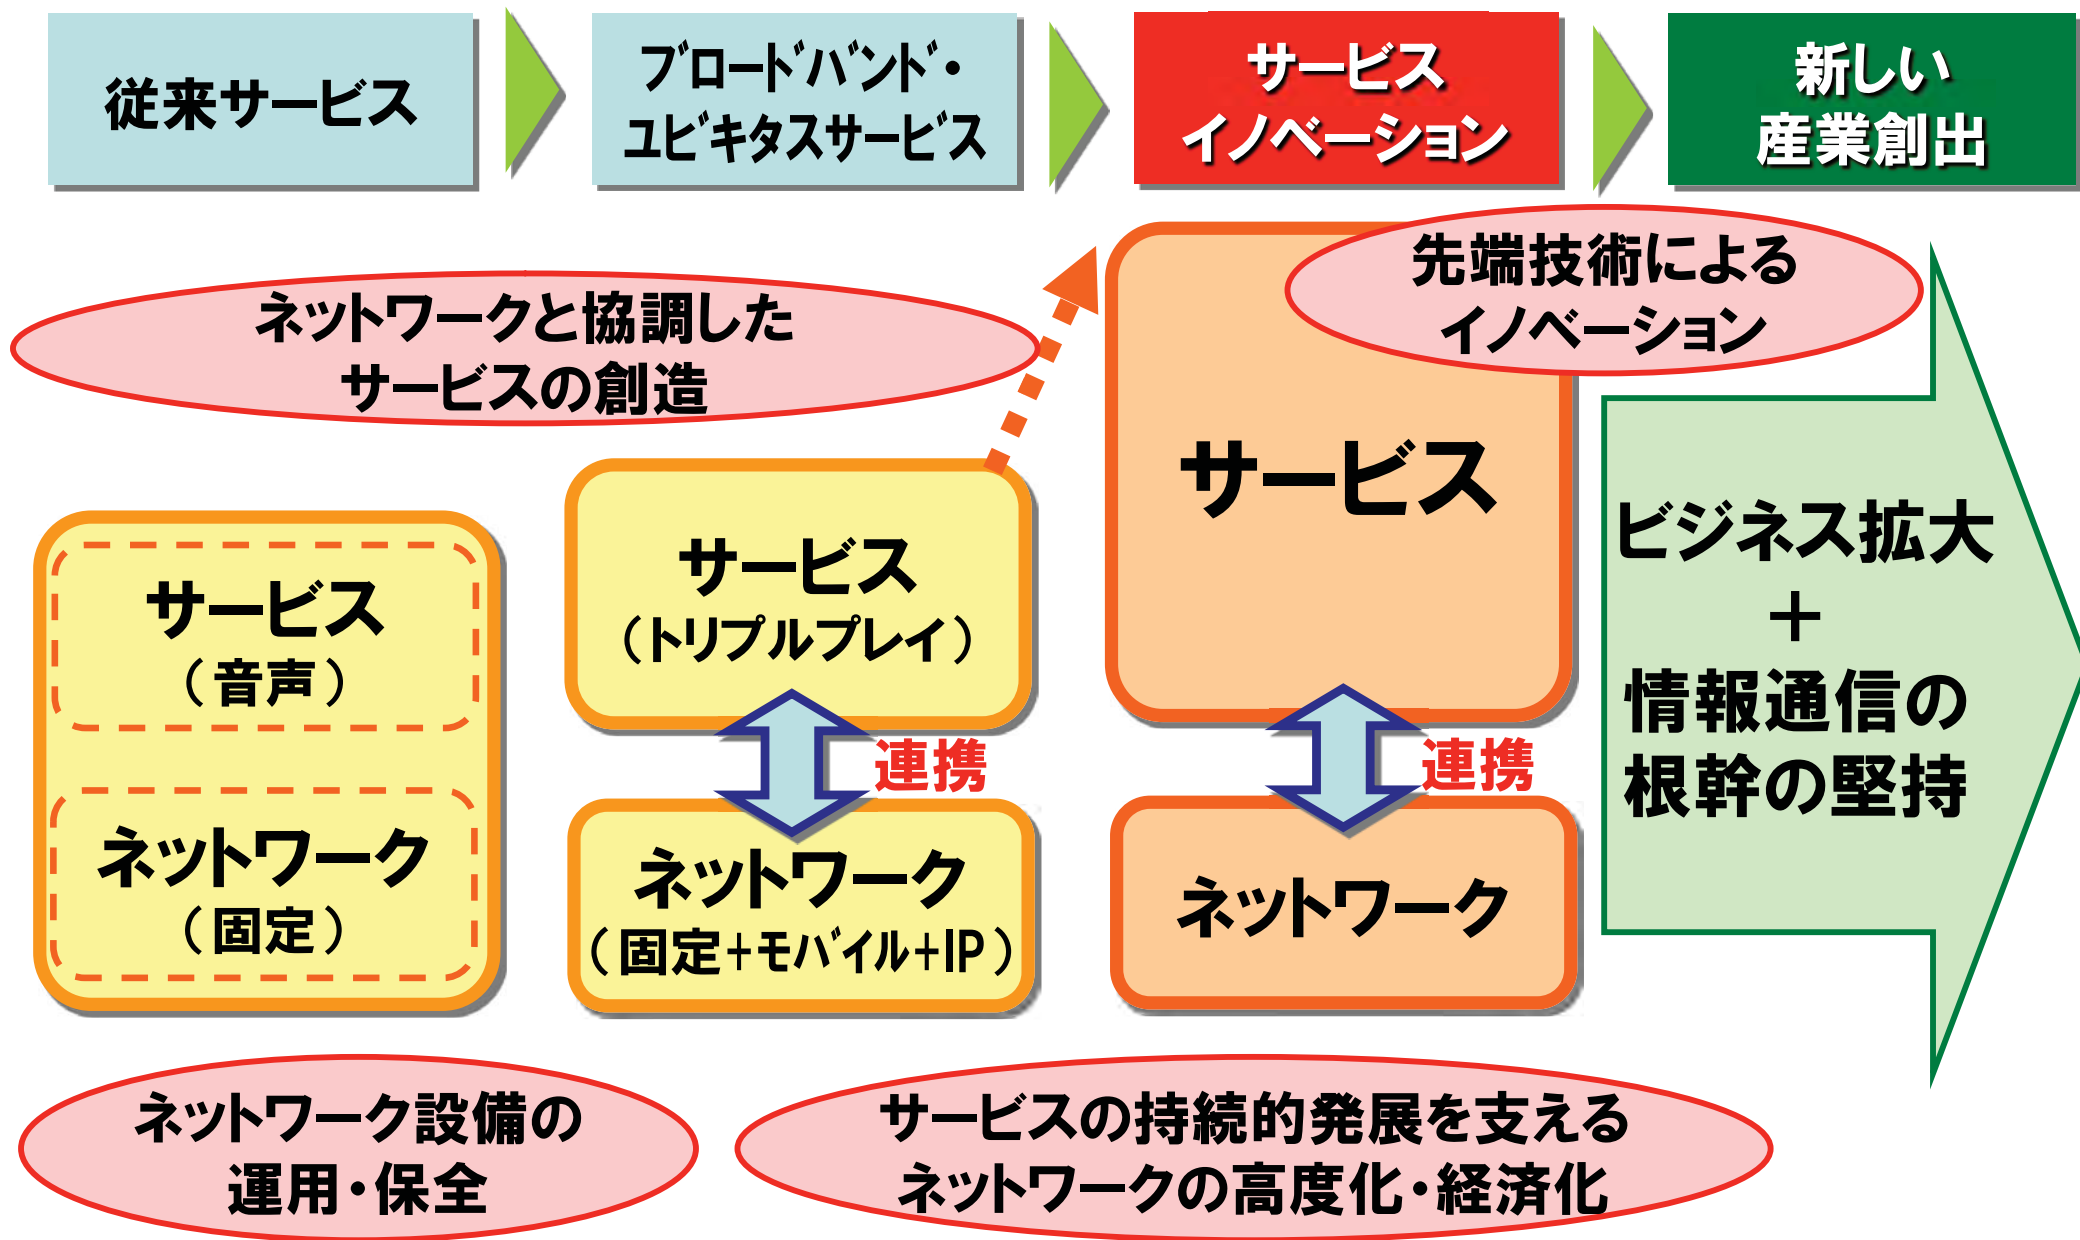 従来サービス
ブロードバンド・
ユビキタスサービス
サービス
イノベーション
新しい
産業創出
ネットワークと協調した
サービスの創造
先端技術による
イノベーション
サービス
(音声)
ネットワーク
(固定)
サービス
(トリプルプレイ)
連携
ネットワーク
(固定+モバイル+IP)
サービス
連携
ネットワーク
ビジネス拡大
+
情報通信の
根幹の堅持
ネットワーク設備の
運用・保全
サービスの持続的発展を支える
ネットワークの高度化・経済化